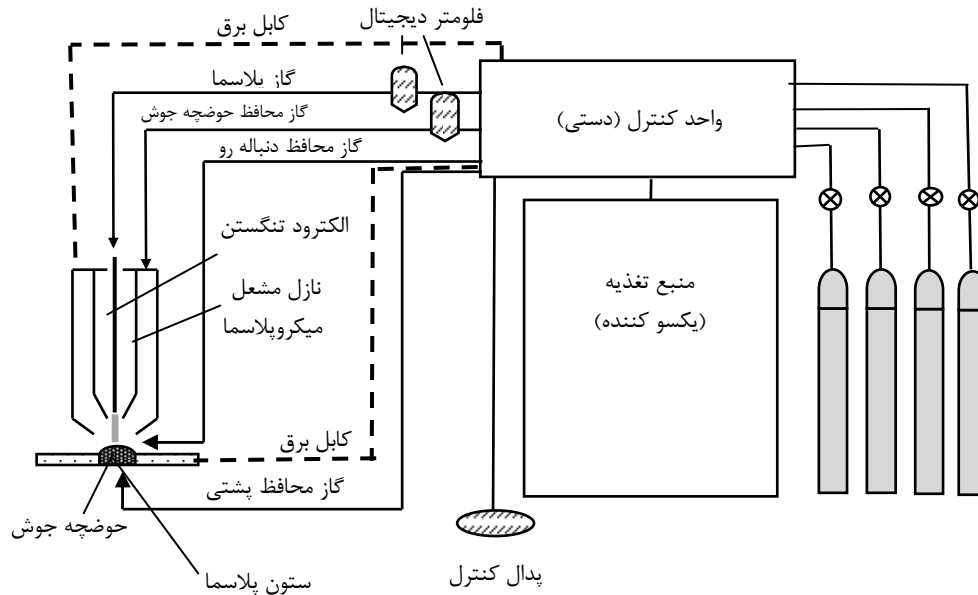 کابل برق
فلومتر دیجیتال
گاز پلاسما
گاز محافظ حوضچه جوش
گاز محافظ دنباله رو
واحد کنترل (دستی)
الکترود تنگستن
نازل مشعل
میکروپلاسما
منبع تغذیه
(یکسو کننده)
کابل برق
گاز محافظ پشتی
حوضچه جوش
ستون پلاسما
پدال کنترل